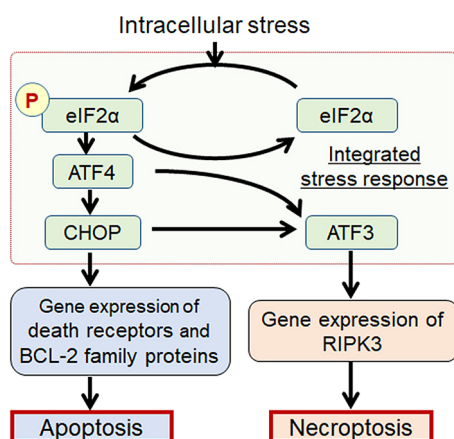 Intracellular stress
P
eIF2α
eIF2α
ATF4
Integrated
stress response
CHOP
ATF3
Gene expression of
death receptors and
BCL-2 family proteins
Gene expression of
RIPK3
Apoptosis
Necroptosis